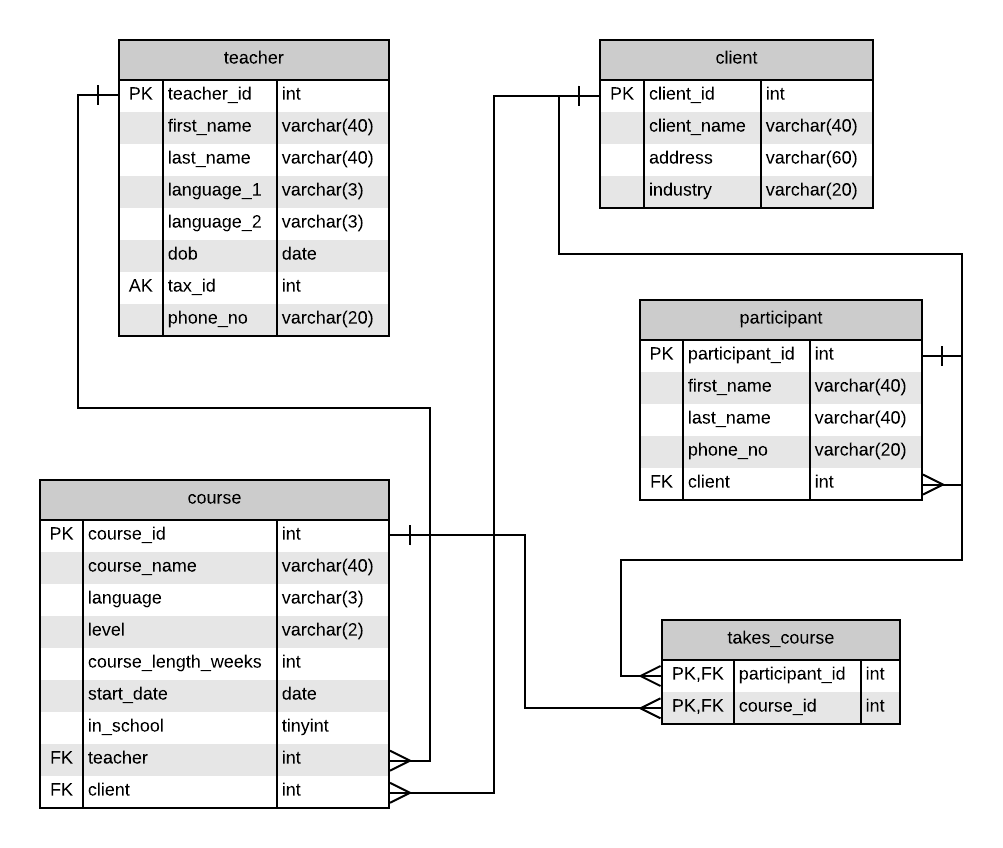 teacher
PK teacher_id int
first_name varchar(40)
last_name varchar(40)
language_1 varchar(3)
language_2 varchar(3)
dob date
AK tax_id int
phone_no varchar(20)
client
PK client_id int
client_name varchar(40)
address varchar(60)
industry varchar(20)
participant
PK participant_id int
first_name varchar(40)
last_name varchar(40)
phone_no varchar(20)
FK client int
course
PK course_id int
course_name varchar(40)
language varchar(3)
level varchar(2)
course_length_weeks int
start_date date
in_school tinyint
FK teacher int
FK client int
takes_course
PK,FK participant_id int
PK,FK course_id int